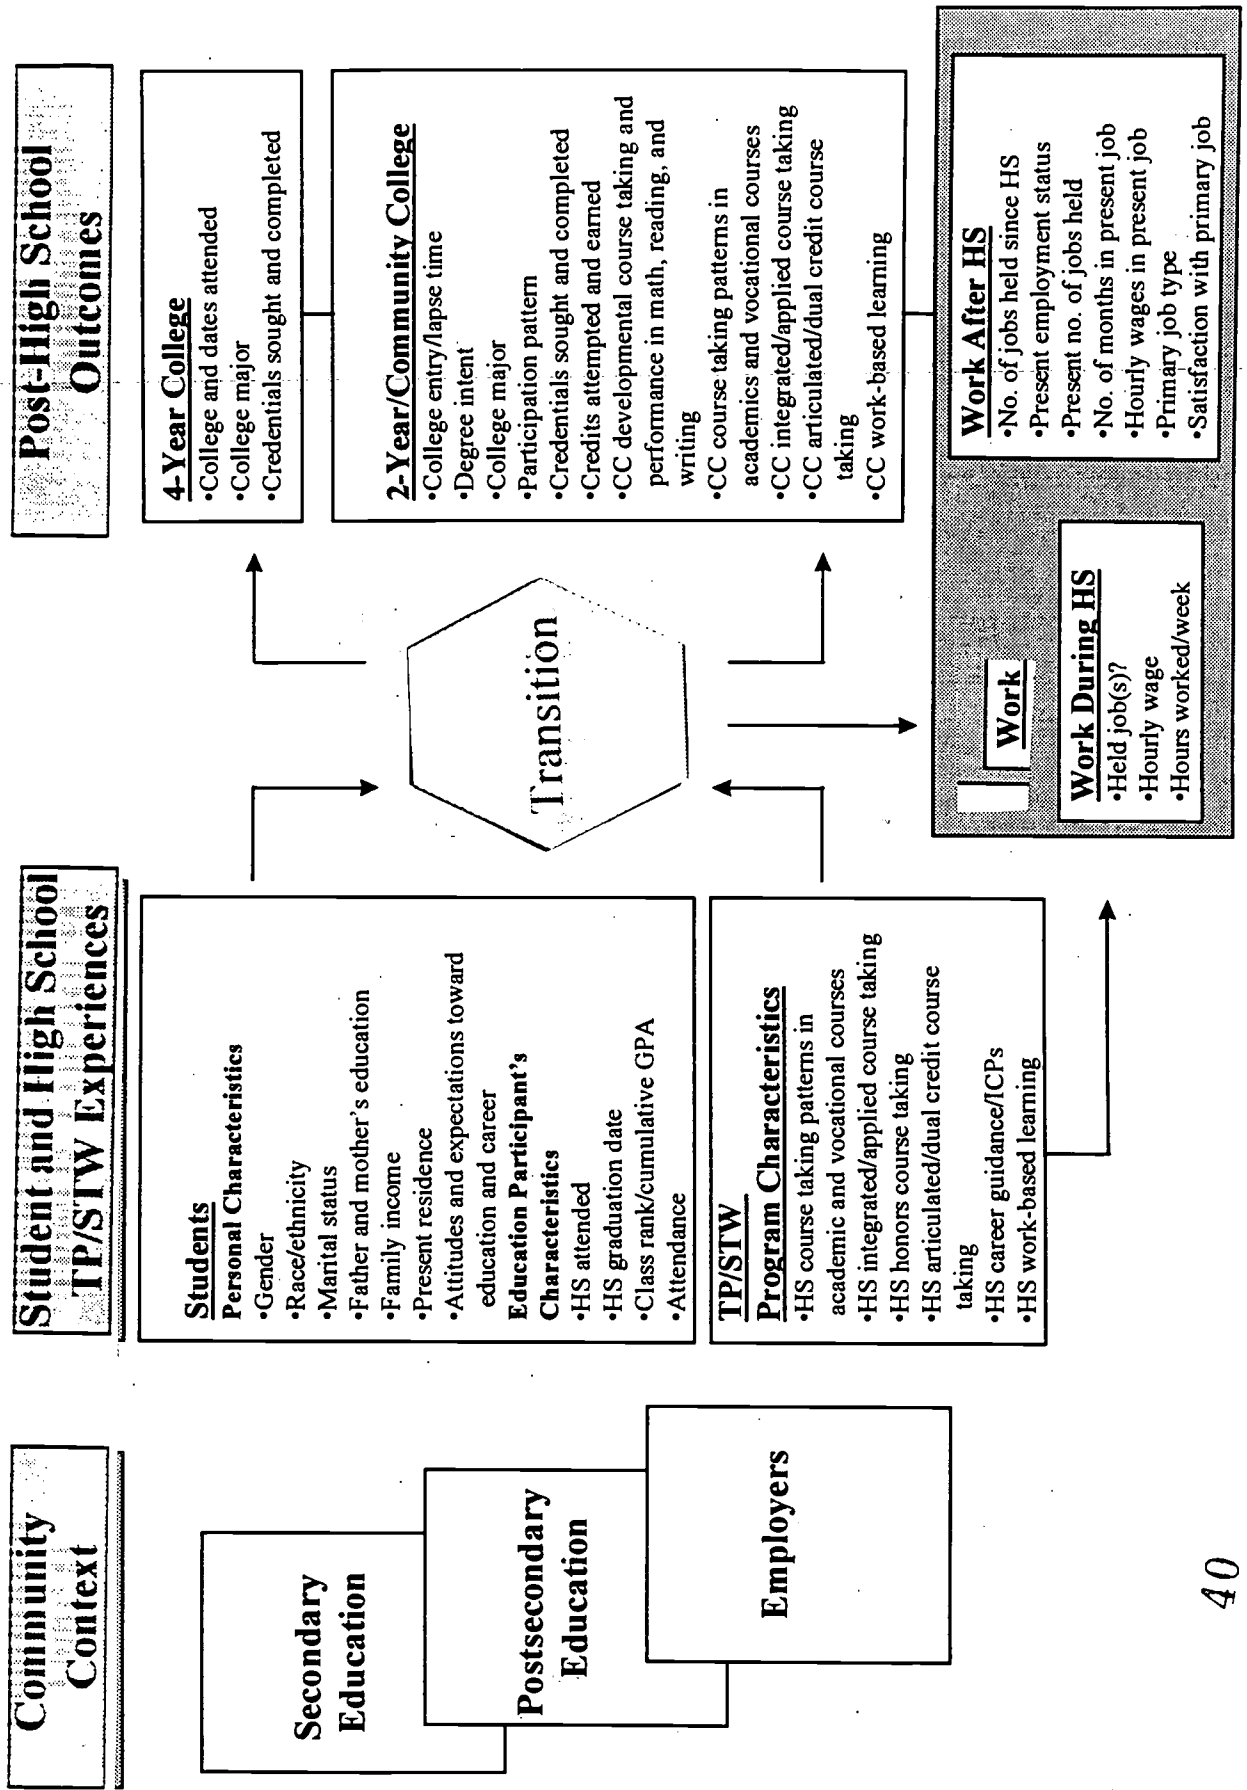 Community
Context
Secondary
Education
Postsecondary
Education
Employers
Student and High School
TP/STW Experiences
Students
Personal Characteristics
•Gender
•Race/ethnicity
•Marital status
•Father and mother's education
•Family income
•Present residence
•Attitudes and expectations toward
education and career
Education Participant's
Characteristics
•HS attended
•HS graduation date
•Class rank/cumulative GPA
•Attendance
TP/STW
Program Characteristics
•HS course taking patterns in
academic and vocational courses
•HS integrated/applied course taking
•HS honors course taking
•HS articulated/dual credit course
taking
•HS career guidance/ICPs
•HS work-based learning
Transition
Post-High School
Outcomes
4-Year College
•College and dates attended
•College major
•Credentials sought and completed
2-Year/Community College
•College entry/lapse time
•Degree intent
•College major
•Participation pattern
•Credentials sought and completed
•Credits attempted and earned
•CC developmental course taking and
performance in math, reading, and
writing
•CC course taking patterns in
academics and vocational courses
•CC integrated/applied course taking
•CC articulated/dual credit course
taking
•CC work-based learning
Work
Work During HS
•Held job(s)?
•Hourly wage
•Hours worked/week
Work After HS
•No. of jobs held since HS
•Present employment status
•Present no. of jobs held
•No. of months in present job
•Hourly wages in present job
•Primary job type
•Satisfaction with primary job
40